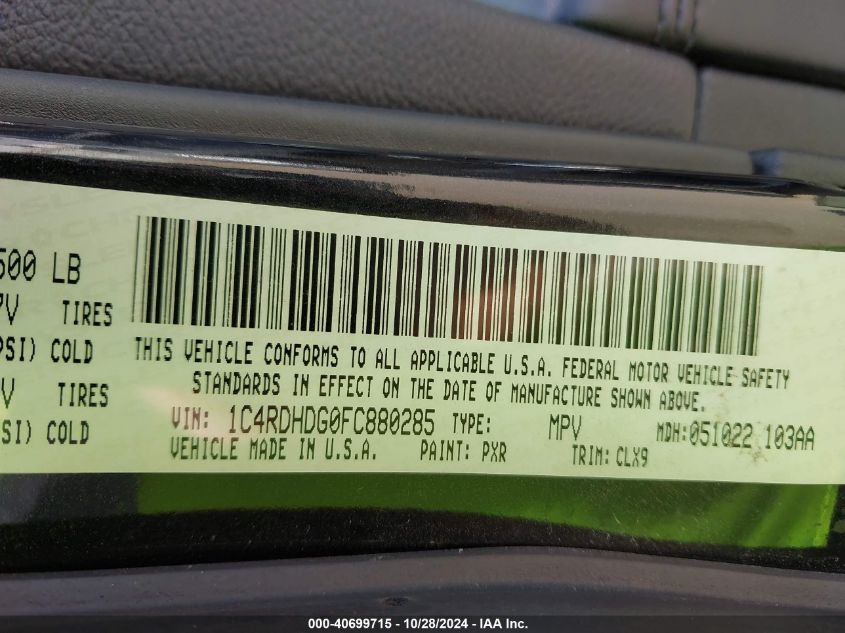 500 LB
TIRES
PSI) COLD
TIRES
SI) COLD
THIS VEHICLE CONFORMS TO ALL APPLICABLE U.S.A. FEDERAL MOTOR VEHICLE SAFETY
STANDARDS IN EFFECT ON THE DATE OF MANUFACTURE SHOWN ABOVE.
VIN: 1C4RDHDG0FC880285 TYPE: MPV MDH:051022 103AA
VEHICLE MADE IN U.S.A. PAINT: PXR TRIM: CLX9
000-40699715 - 10/28/2024 - IAA Inc.